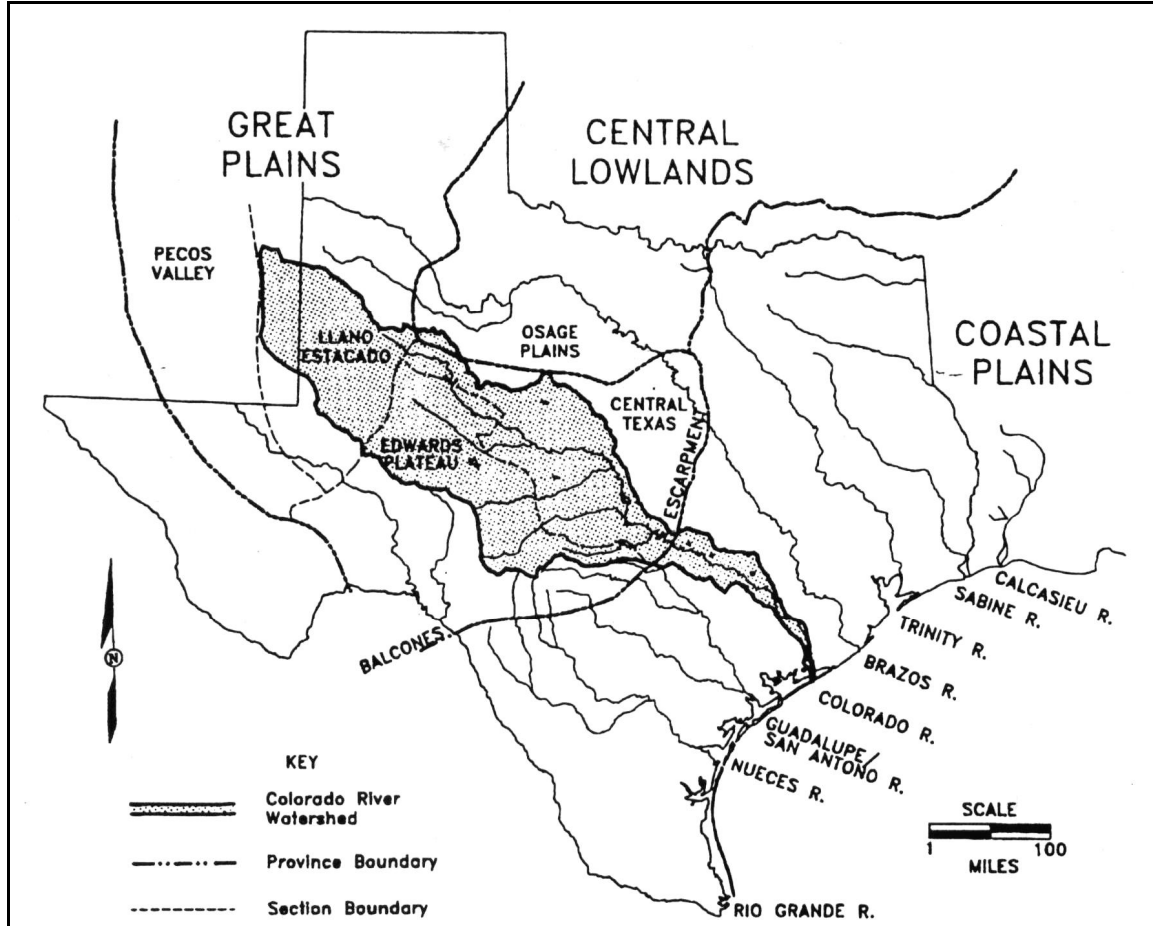 GREAT
PLAINS
CENTRAL
LOWLANDS
PECOS
VALLEY
LLANO
ESTACADO
OSAGE
PLAINS
COASTAL
PLAINS
CENTRAL
TEXAS
EDWARDS
PLATEAU
ESCARPMENT
BALCONES
CALCASIEU R.
SABINE R.
TRINITY R.
BRAZOS R.
COLORADO R.
GUADALUPE/
SAN ANTONO R.
NUECES R.
RIO GRANDE R.
N
KEY
Colorado River
Watershed
Province Boundary
Section Boundary
SCALE
1 100
MILES